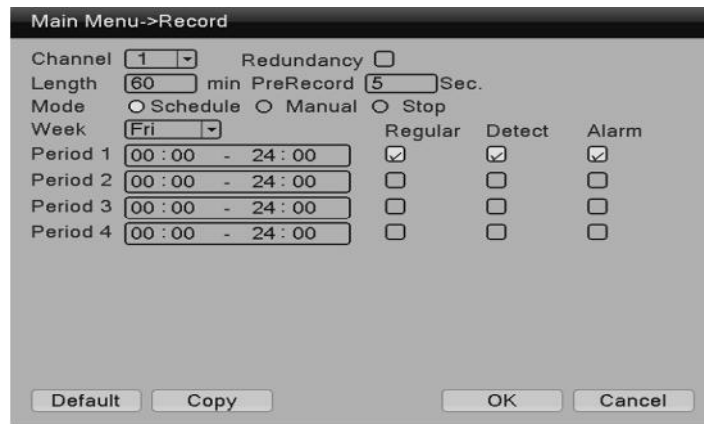 Main Menu->Record
Channel 1 Redundancy
Length 60 min PreRecord 5 Sec.
Mode Schedule Manual Stop
Week Fri Regular Detect Alarm
Period 1 00:00 - 24:00
Period 2 00:00 - 24:00
Period 3 00:00 - 24:00
Period 4 00:00 - 24:00
Default Copy OK Cancel